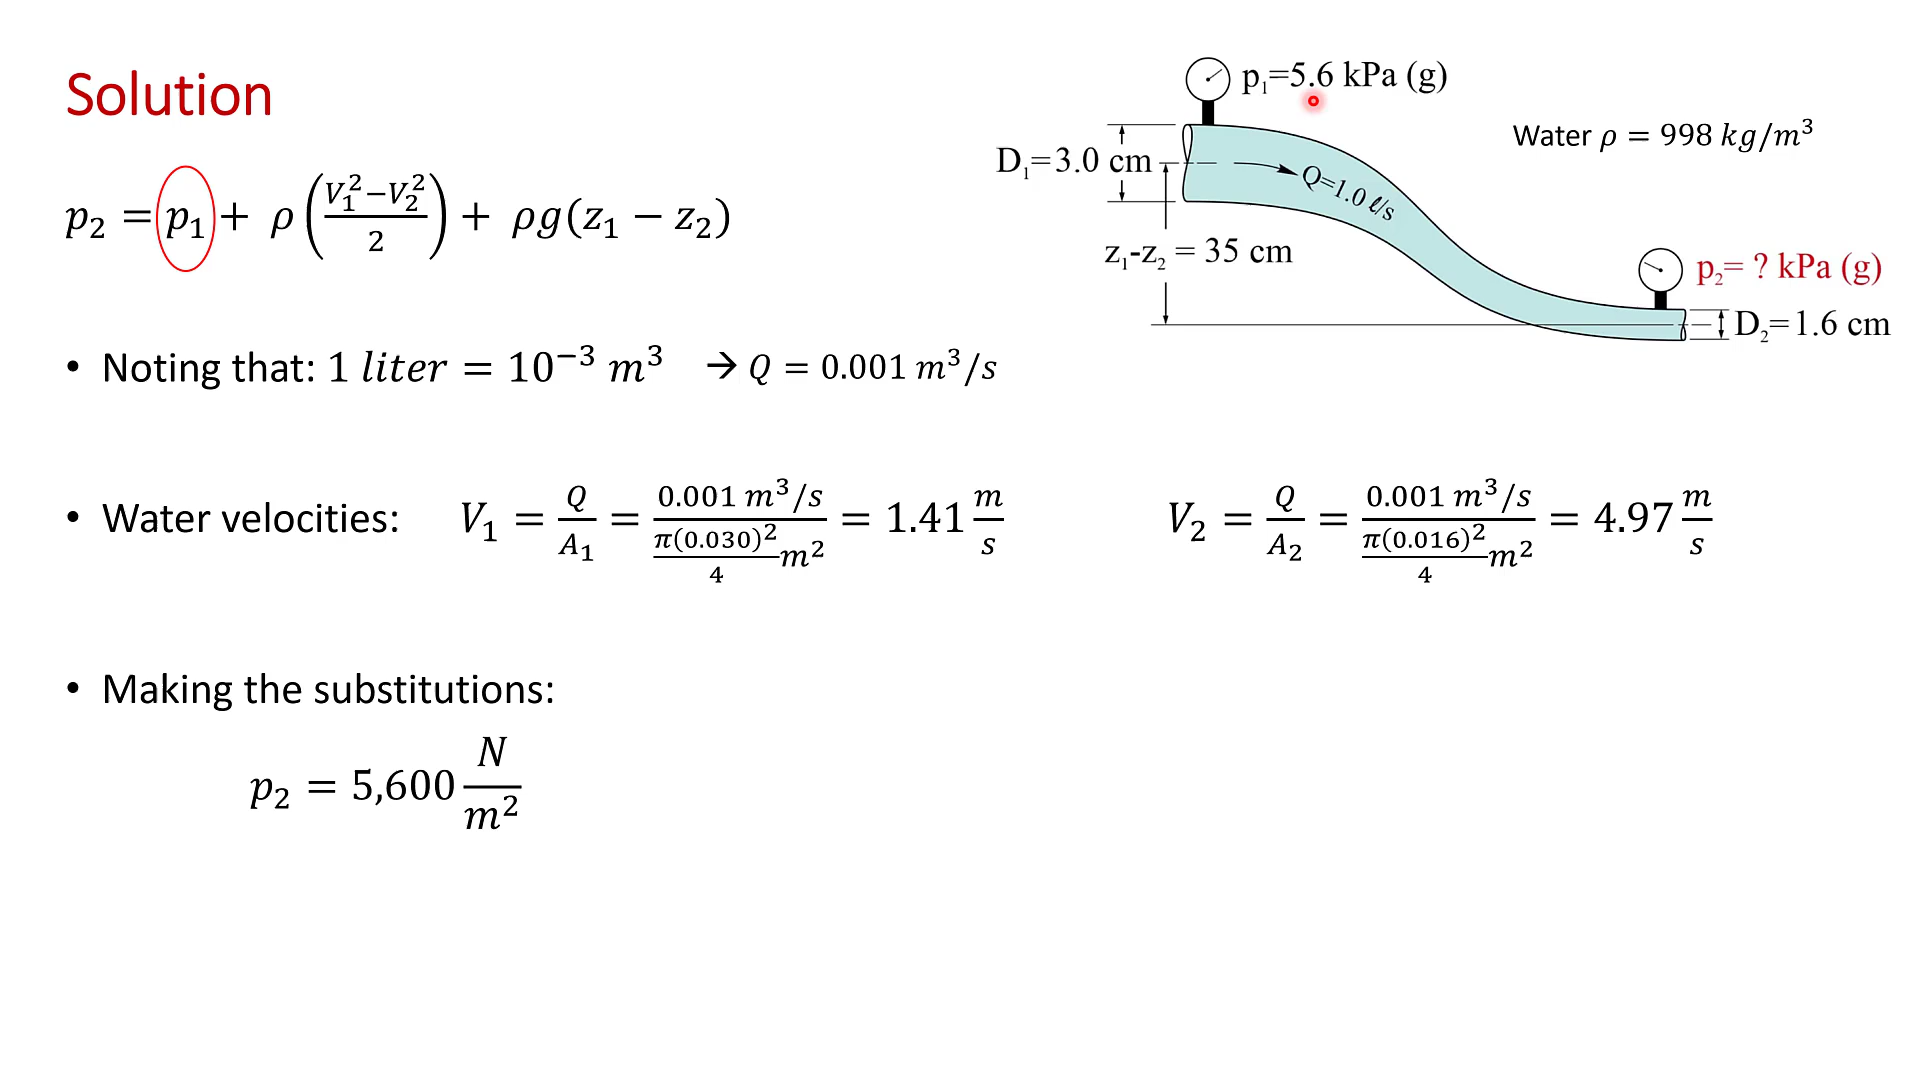 Solution
p₁=5.6 kPa (g)
Water ρ = 998 kg/m³
D₁=3.0 cm
Q=1.0 ℓ/s
p₂ = p₁ + ρ((V₁²−V₂²)/2) + ρg(z₁ − z₂)
z₁-z₂ = 35 cm
p₂= ? kPa (g)
D₂=1.6 cm
• Noting that: 1 liter = 10⁻³ m³ → Q = 0.001 m³/s
• Water velocities: V₁ = Q/A₁ = (0.001 m³/s)/(π(0.030)²/4 m²) = 1.41 m/s V₂ = Q/A₂ = (0.001 m³/s)/(π(0.016)²/4 m²) = 4.97 m/s
• Making the substitutions:
p₂ = 5,600 N/m²